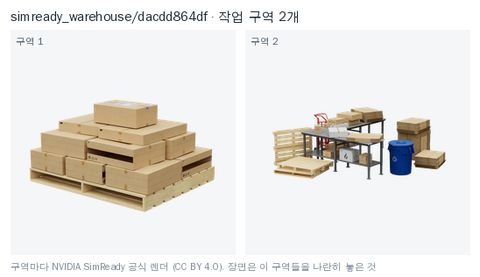 simready_warehouse/dacdd864df · 작업 구역 2개
구역 1
구역 2
구역마다 NVIDIA SimReady 공식 렌더 (CC BY 4.0). 장면은 이 구역들을 나란히 놓은 것